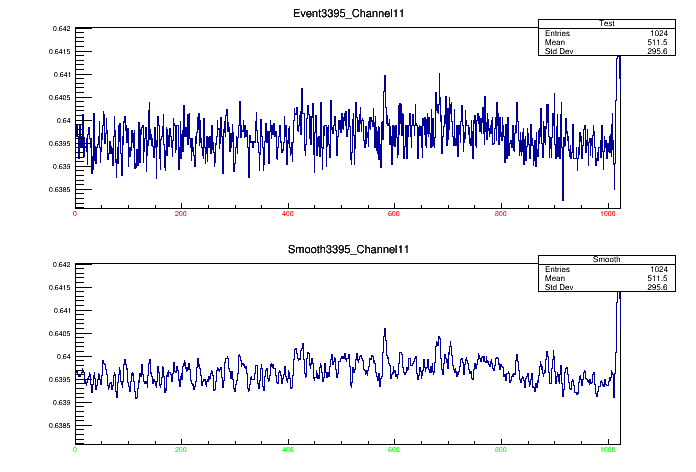 Event3395_Channel11
Test
Entries 1024
Mean 511.5
Std Dev 295.6
0.642
0.6415
0.641
0.6405
0.64
0.6395
0.639
0.6385
0 200 400 600 800 1000
Smooth3395_Channel11
Smooth
Entries 1024
Mean 511.5
Std Dev 295.6
0.642
0.6415
0.641
0.6405
0.64
0.6395
0.639
0.6385
0 200 400 600 800 1000